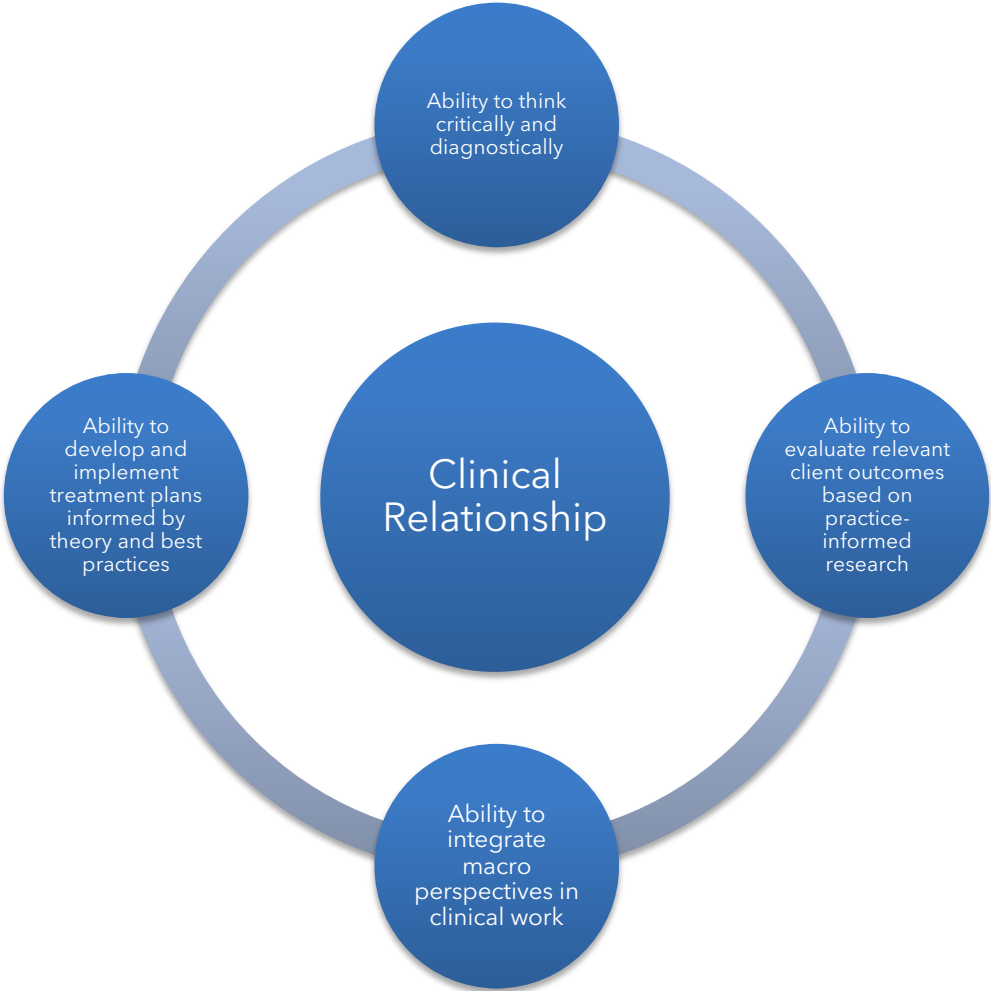 Ability to think
critically and
diagnostically
Ability to
develop and
implement
treatment plans
informed by
theory and best
practices
Clinical
Relationship
Ability to
evaluate relevant
client outcomes
based on
practice-
informed
research
Ability to
integrate
macro
perspectives in
clinical work